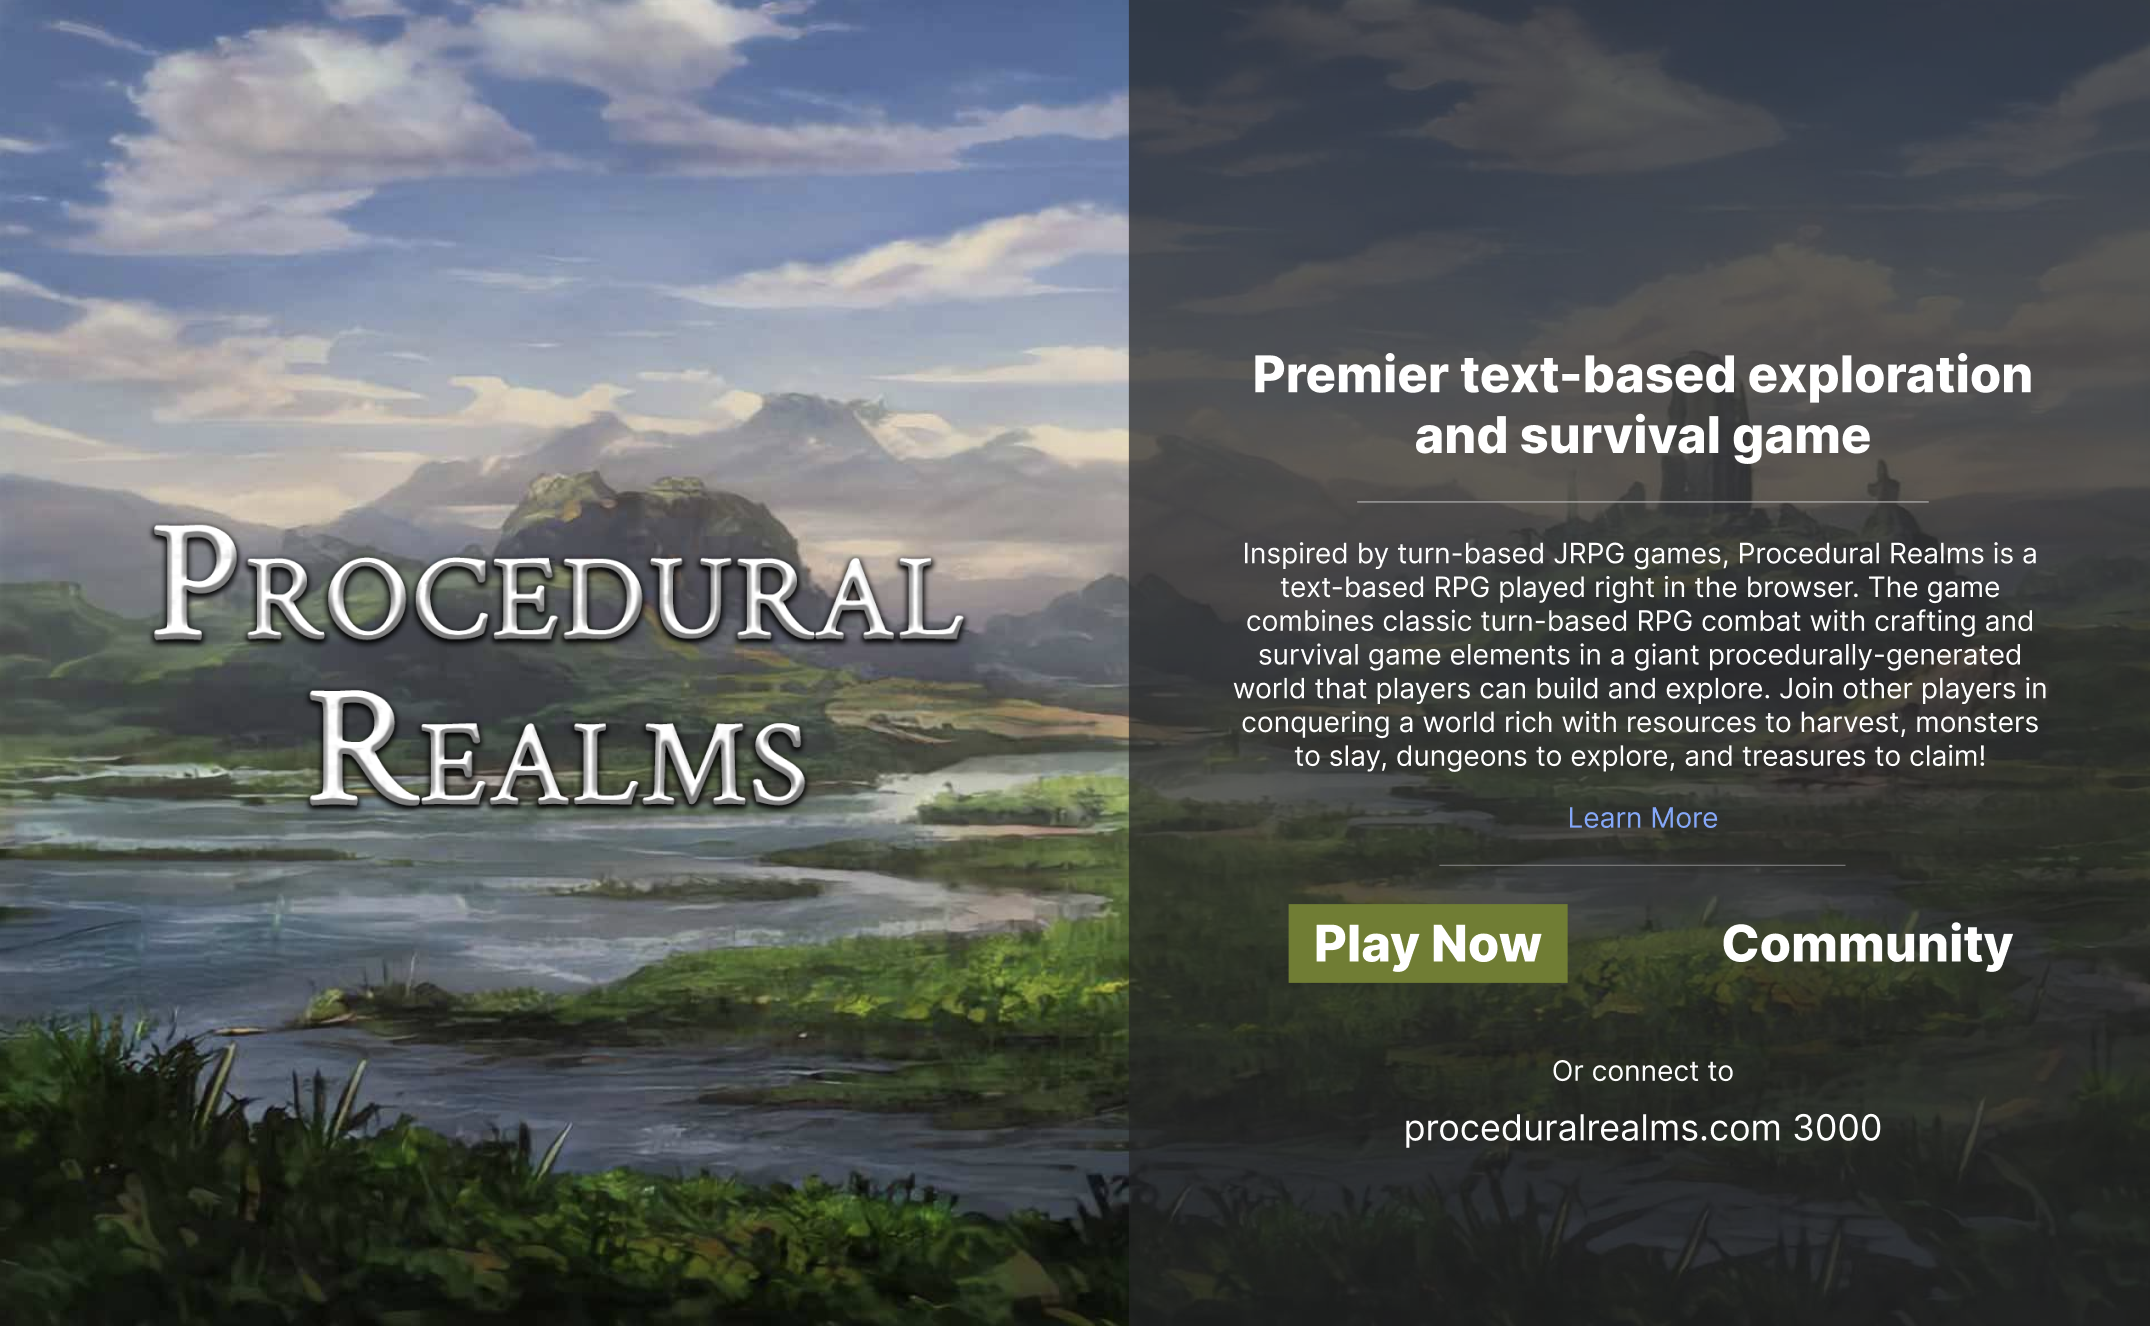 PROCEDURAL
REALMS
Premier text-based exploration
and survival game
Inspired by turn-based JRPG games, Procedural Realms is a
text-based RPG played right in the browser. The game
combines classic turn-based RPG combat with crafting and
survival game elements in a giant procedurally-generated
world that players can build and explore. Join other players in
conquering a world rich with resources to harvest, monsters
to slay, dungeons to explore, and treasures to claim!
Learn More
Play Now
Community
Or connect to
proceduralrealms.com 3000